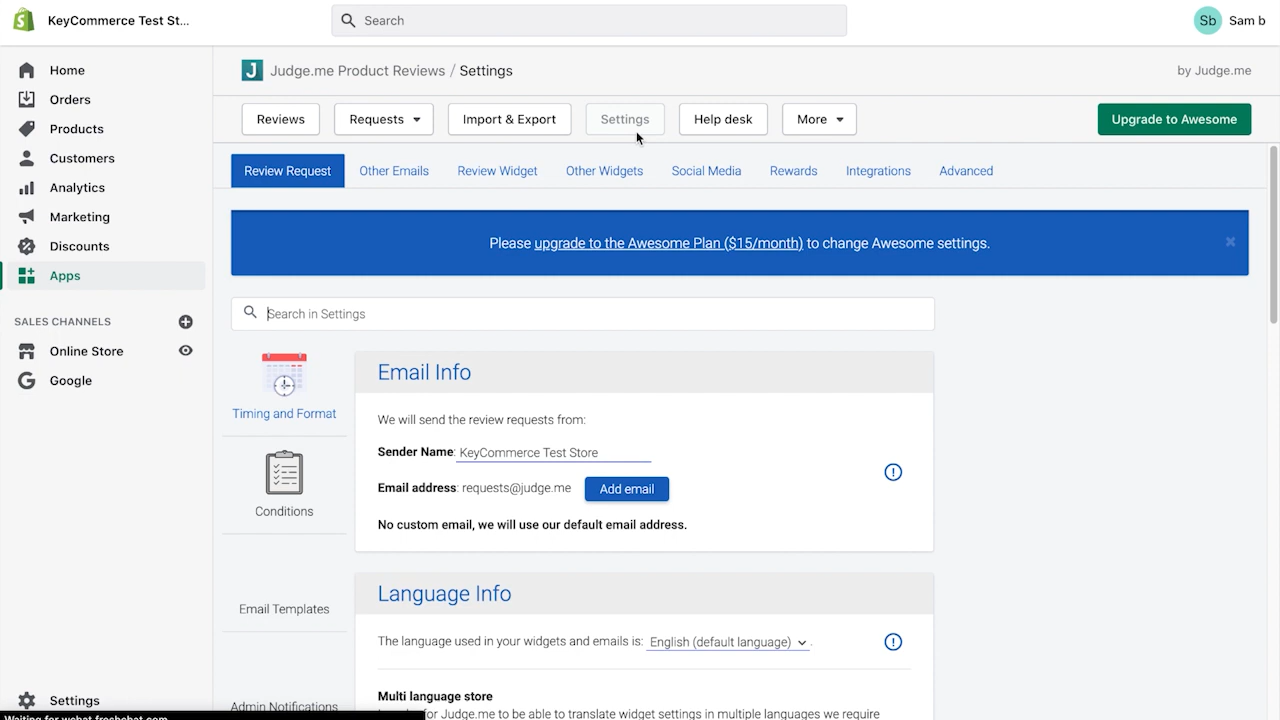 KeyCommerce Test St...
Search
Sb
Sam b
Home
Orders
Products
Customers
Analytics
Marketing
Discounts
Apps
SALES CHANNELS
Online Store
Google
Settings
J
Judge.me Product Reviews / Settings
by Judge.me
Reviews
Requests
Import & Export
Settings
Help desk
More
Upgrade to Awesome
Review Request
Other Emails
Review Widget
Other Widgets
Social Media
Rewards
Integrations
Advanced
Please upgrade to the Awesome Plan ($15/month) to change Awesome settings.
Search in Settings
Timing and Format
Conditions
Email Templates
Admin Notifications
Email Info
We will send the review requests from:
Sender Name: KeyCommerce Test Store
Email address: requests@judge.me
Add email
No custom email, we will use our default email address.
Language Info
The language used in your widgets and emails is: English (default language) .
Multi language store
for Judge.me to be able to translate widget settings in multiple languages we require
Waiting for wchat.freshchat.com